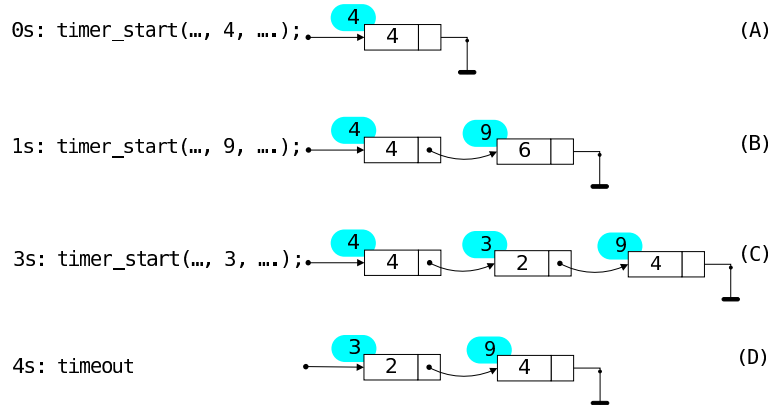 4
0s: timer_start(…, 4, ….); 4 (A)
4 9
1s: timer_start(…, 9, ….); 4 6 (B)
4 3 9
3s: timer_start(…, 3, ….); 4 2 4 (C)
3 9
4s: timeout 2 4 (D)